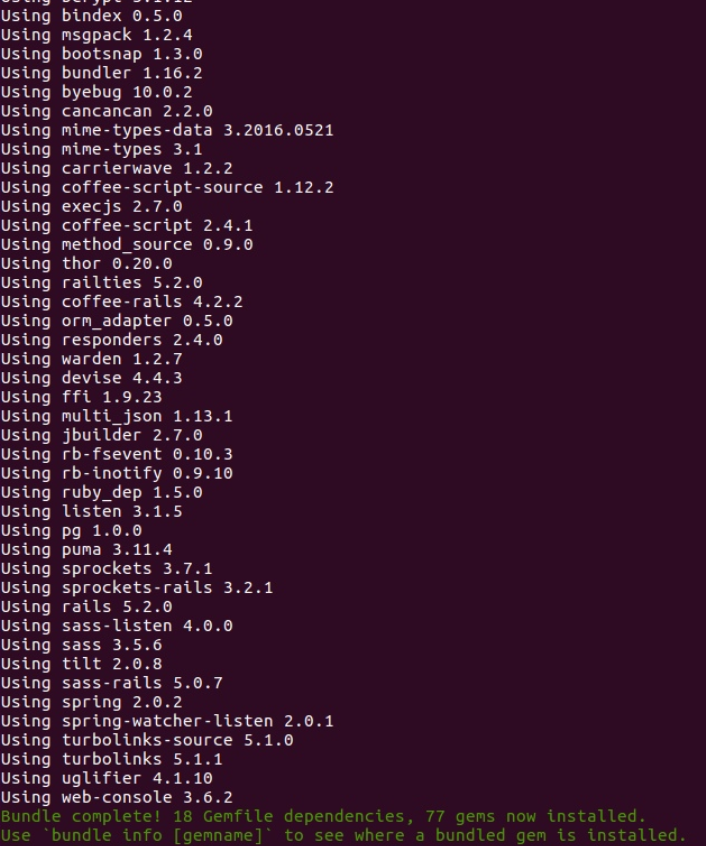 Using bcrypt 3.1.12
Using bindex 0.5.0
Using msgpack 1.2.4
Using bootsnap 1.3.0
Using bundler 1.16.2
Using byebug 10.0.2
Using cancancan 2.2.0
Using mime-types-data 3.2016.0521
Using mime-types 3.1
Using carrierwave 1.2.2
Using coffee-script-source 1.12.2
Using execjs 2.7.0
Using coffee-script 2.4.1
Using method_source 0.9.0
Using thor 0.20.0
Using railties 5.2.0
Using coffee-rails 4.2.2
Using orm_adapter 0.5.0
Using responders 2.4.0
Using warden 1.2.7
Using devise 4.4.3
Using ffi 1.9.23
Using multi_json 1.13.1
Using jbuilder 2.7.0
Using rb-fsevent 0.10.3
Using rb-inotify 0.9.10
Using ruby_dep 1.5.0
Using listen 3.1.5
Using pg 1.0.0
Using puma 3.11.4
Using sprockets 3.7.1
Using sprockets-rails 3.2.1
Using rails 5.2.0
Using sass-listen 4.0.0
Using sass 3.5.6
Using tilt 2.0.8
Using sass-rails 5.0.7
Using spring 2.0.2
Using spring-watcher-listen 2.0.1
Using turbolinks-source 5.1.0
Using turbolinks 5.1.1
Using uglifier 4.1.10
Using web-console 3.6.2
Bundle complete! 18 Gemfile dependencies, 77 gems now installed.
Use `bundle info [gemname]` to see where a bundled gem is installed.